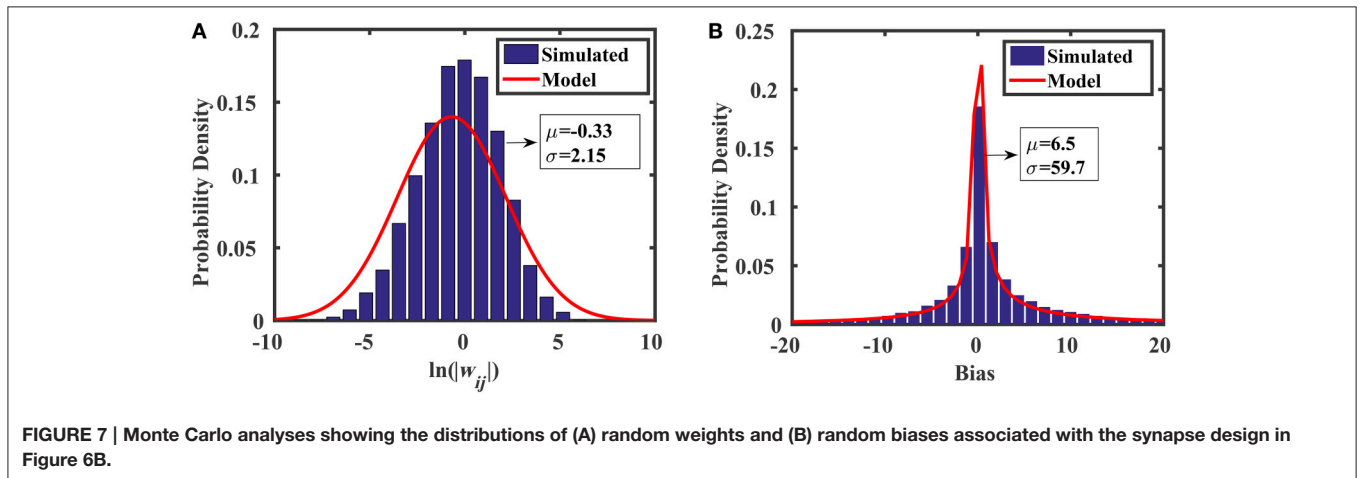 A
0.2
0.15
0.1
0.05
0
Probability Density
Simulated
Model
μ=-0.33
σ=2.15
-10
-5
0
5
10
ln(|wij|)
B
0.25
0.2
0.15
0.1
0.05
0
Probability Density
Simulated
Model
μ=6.5
σ=59.7
-20
-10
0
10
20
Bias
FIGURE 7 | Monte Carlo analyses showing the distributions of (A) random weights and (B) random biases associated with the synapse design in
Figure 6B.